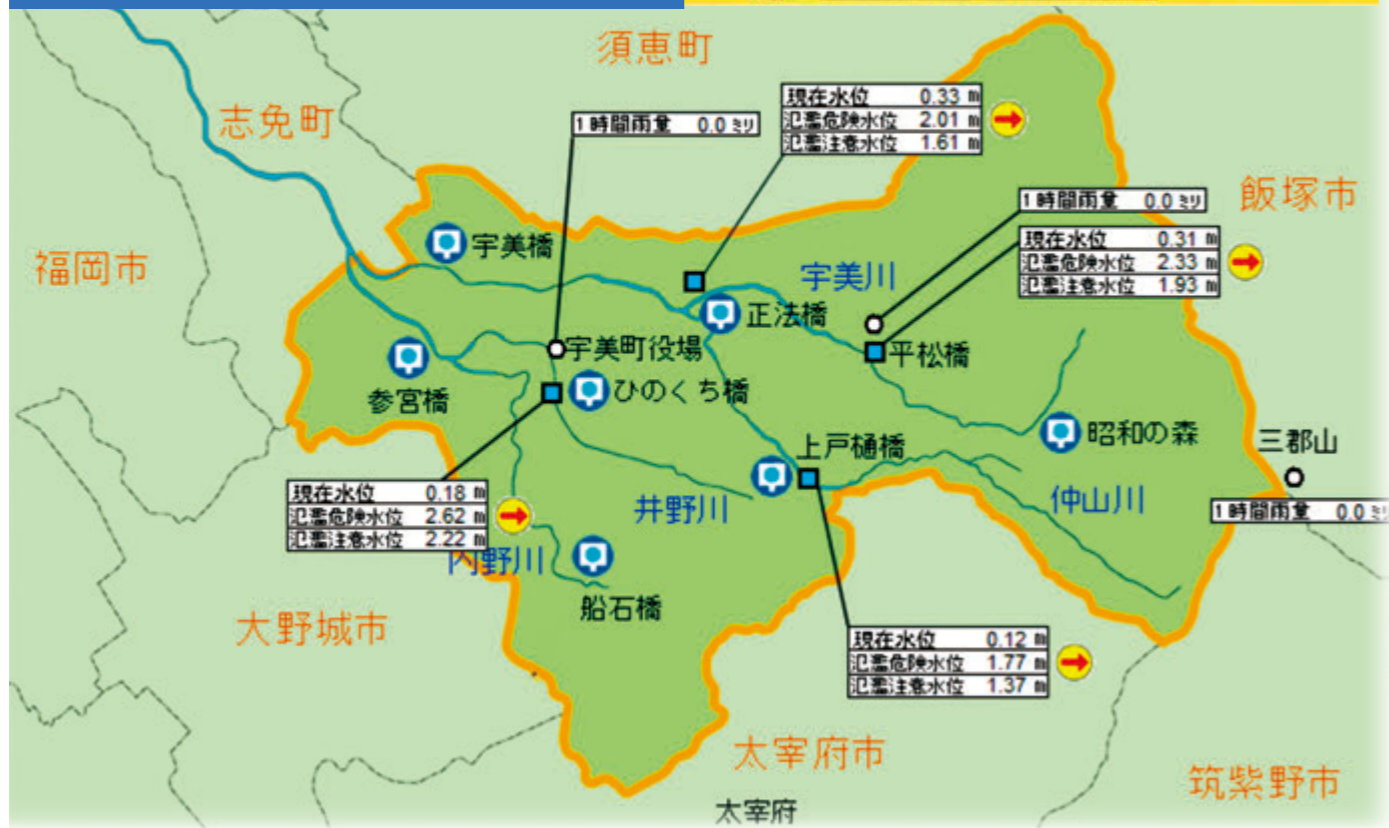 須恵町
志免町
1時間雨量 0.0 ミリ
現在水位 0.33 m
氾濫危険水位 2.01 m
氾濫注意水位 1.61 m
飯塚市
1時間雨量 0.0 ミリ
現在水位 0.31 m
氾濫危険水位 2.33 m
氾濫注意水位 1.93 m
福岡市
宇美橋
宇美川
正法橋
宇美町役場
平松橋
参宮橋
ひのくち橋
昭和の森
三郡山
上戸樋橋
仲山川
1時間雨量 0.0 ミリ
現在水位 0.18 m
氾濫危険水位 2.62 m
氾濫注意水位 2.22 m
井野川
内野川
船石橋
大野城市
現在水位 0.12 m
氾濫危険水位 1.77 m
氾濫注意水位 1.37 m
太宰府市
筑紫野市
太宰府